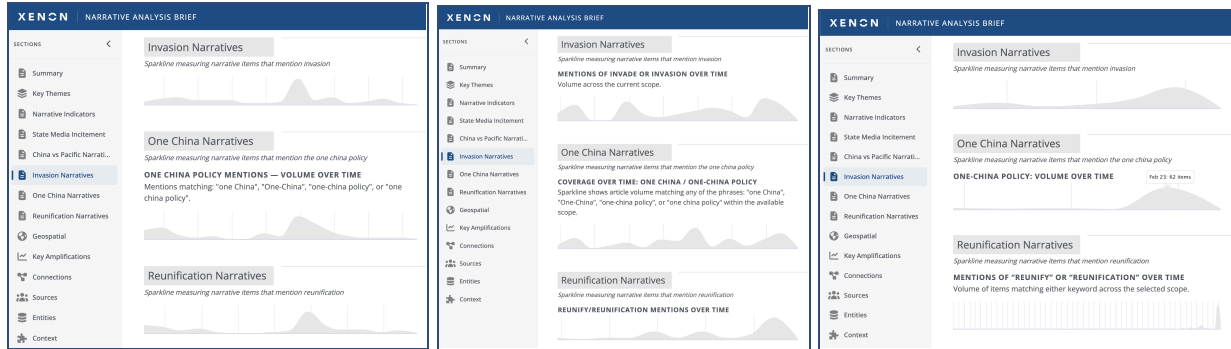 XENON NARRATIVE ANALYSIS BRIEF
SECTIONS
Summary
Key Themes
Narrative Indicators
State Media Incitement
China vs Pacific Narrati...
Invasion Narratives
One China Narratives
Reunification Narratives
Geospatial
Key Amplifications
Connections
Sources
Entities
Context
Invasion Narratives
Sparkline measuring narrative items that mention invasion
One China Narratives
Sparkline measuring narrative items that mention the one china policy
ONE CHINA POLICY MENTIONS — VOLUME OVER TIME
Mentions matching: "one China", "One-China", "one-china policy", or "one
china policy".
Reunification Narratives
Sparkline measuring narrative items that mention reunification
XENON NARRATIVE ANALYSIS BRIEF
SECTIONS
Summary
Key Themes
Narrative Indicators
State Media Incitement
China vs Pacific Narrati...
Invasion Narratives
One China Narratives
Reunification Narratives
Geospatial
Key Amplifications
Connections
Sources
Entities
Context
Invasion Narratives
Sparkline measuring narrative items that mention invasion
MENTIONS OF INVADE OR INVASION OVER TIME
Volume across the current scope.
One China Narratives
Sparkline measuring narrative items that mention the one china policy
COVERAGE OVER TIME: ONE CHINA / ONE-CHINA POLICY
Sparkline shows article volume matching any of the phrases: "one China",
"One-China", "one-china policy", or "one china policy" within the available
scope.
Reunification Narratives
Sparkline measuring narrative items that mention reunification
REUNIFY/REUNIFICATION MENTIONS OVER TIME
XENON NARRATIVE ANALYSIS BRIEF
SECTIONS
Summary
Key Themes
Narrative Indicators
State Media Incitement
China vs Pacific Narrati...
Invasion Narratives
One China Narratives
Reunification Narratives
Geospatial
Key Amplifications
Connections
Sources
Entities
Context
Invasion Narratives
Sparkline measuring narrative items that mention invasion
One China Narratives
Sparkline measuring narrative items that mention the one china policy
ONE-CHINA POLICY: VOLUME OVER TIME
Feb 23: 62 items
Reunification Narratives
Sparkline measuring narrative items that mention reunification
MENTIONS OF “REUNIFY” OR “REUNIFICATION” OVER TIME
Volume of items matching either keyword across the selected scope.